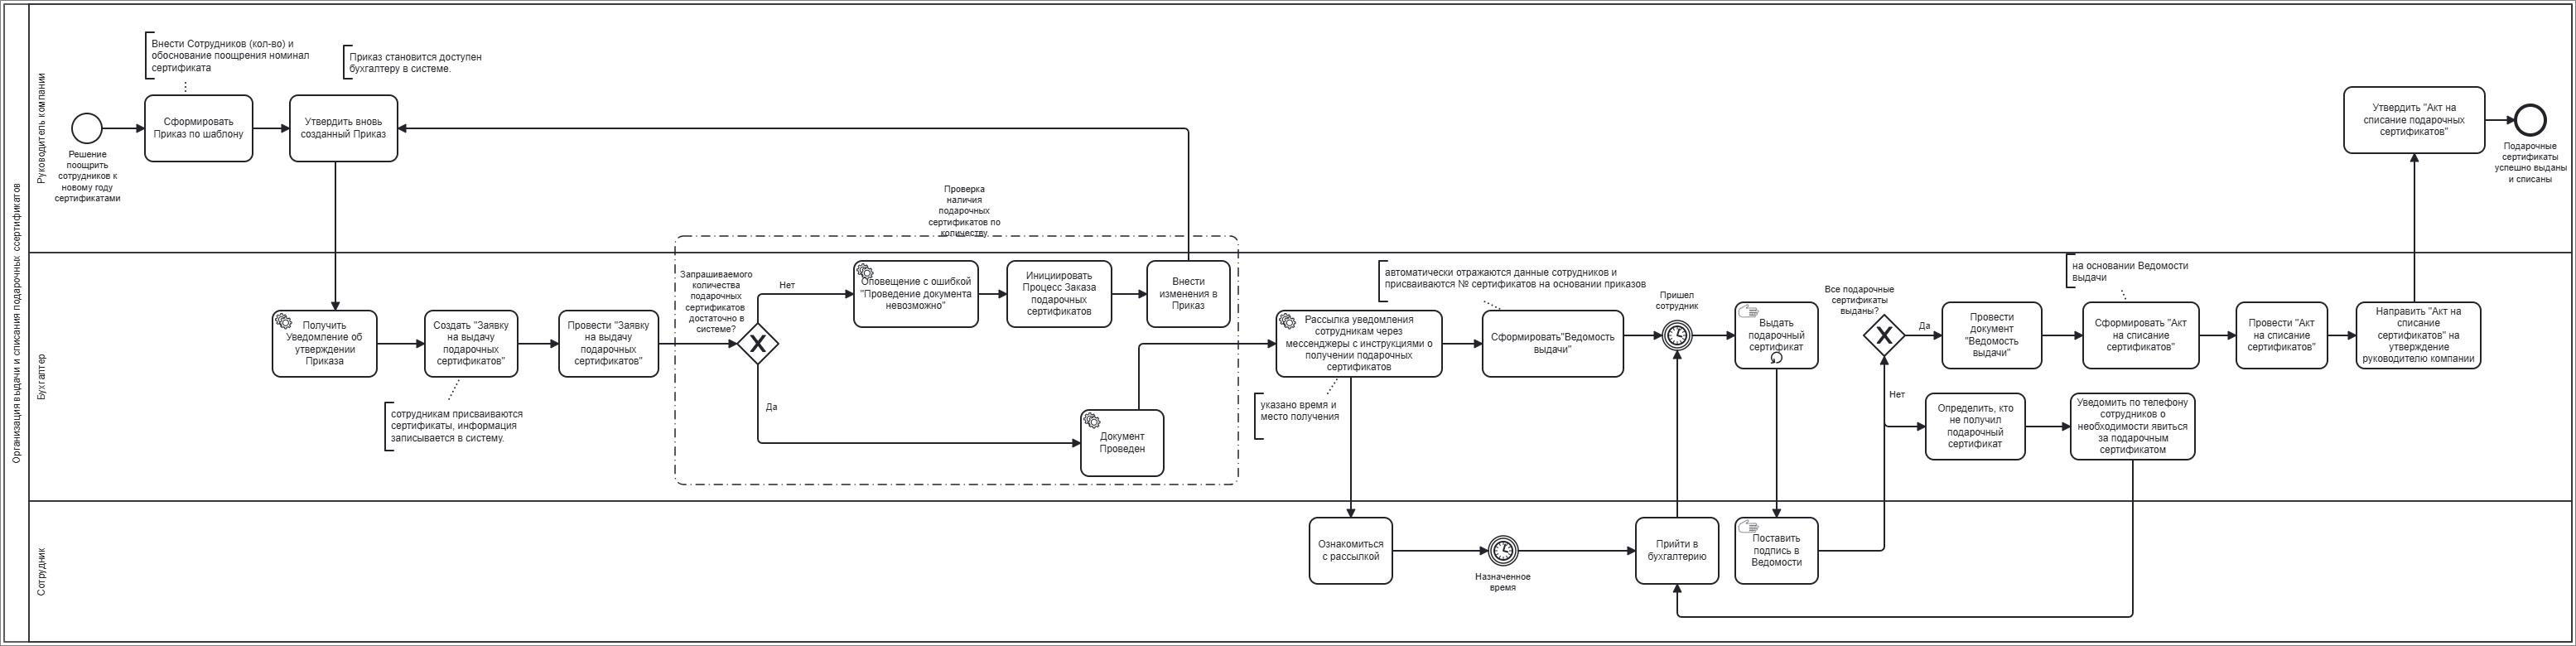 Организация выдачи и списания подарочных ссертификатов
Руководитель компании
Внести Сотрудников (кол-во) и
обоснование поощрения номинал
сертификата
Приказ становится доступен
бухгалтеру в системе.
Решение
поощрить
сотрудников к
новому году
сертификатами
Сформировать
Приказ по шаблону
Утвердить вновь
созданный Приказ
Проверка
наличия
подарочных
сертификатов по
количеству
Утвердить "Акт на
списание подарочных
сертификатов"
Подарочные
сертификаты
успешно выданы
и списаны
Бухгалтер
Получить
Уведомление об
утверждении
Приказа
Создать "Заявку
на выдачу
подарочных
сертификатов"
сотрудникам присваиваются
сертификаты, информация
записывается в систему.
Провести "Заявку
на выдачу
подарочных
сертификатов"
Запрашиваемого
количества
подарочных
сертификатов
достаточно в
системе?
Нет
Да
Оповещение с ошибкой
"Проведение документа
невозможно"
Инициировать
Процесс Заказа
подарочных
сертификатов
Внести
изменения в
Приказ
Документ
Проведен
Рассылка уведомления
сотрудникам через
мессенджеры с инструкциями о
получении подарочных
сертификатов
указано время и
место получения
автоматически отражаются данные сотрудников и
присваиваются № сертификатов на основании приказов
Сформировать"Ведомость
выдачи"
Пришел
сотрудник
Выдать
подарочный
сертификат
Все подарочные
сертификаты
выданы?
Да
Нет
Провести
документ
"Ведомость
выдачи"
на основании Ведомости
выдачи
Сформировать "Акт
на списание
сертификатов"
Провести "Акт
на списание
сертификатов"
Направить "Акт на
списание
сертификатов" на
утверждение
руководителю компании
Определить, кто
не получил
подарочный
сертификат
Уведомить по телефону
сотрудников о
необходимости явиться
за подарочным
сертификатом
Сотрудник
Ознакомиться
с рассылкой
Назначенное
время
Прийти в
бухгалтерию
Поставить
подпись в
Ведомости